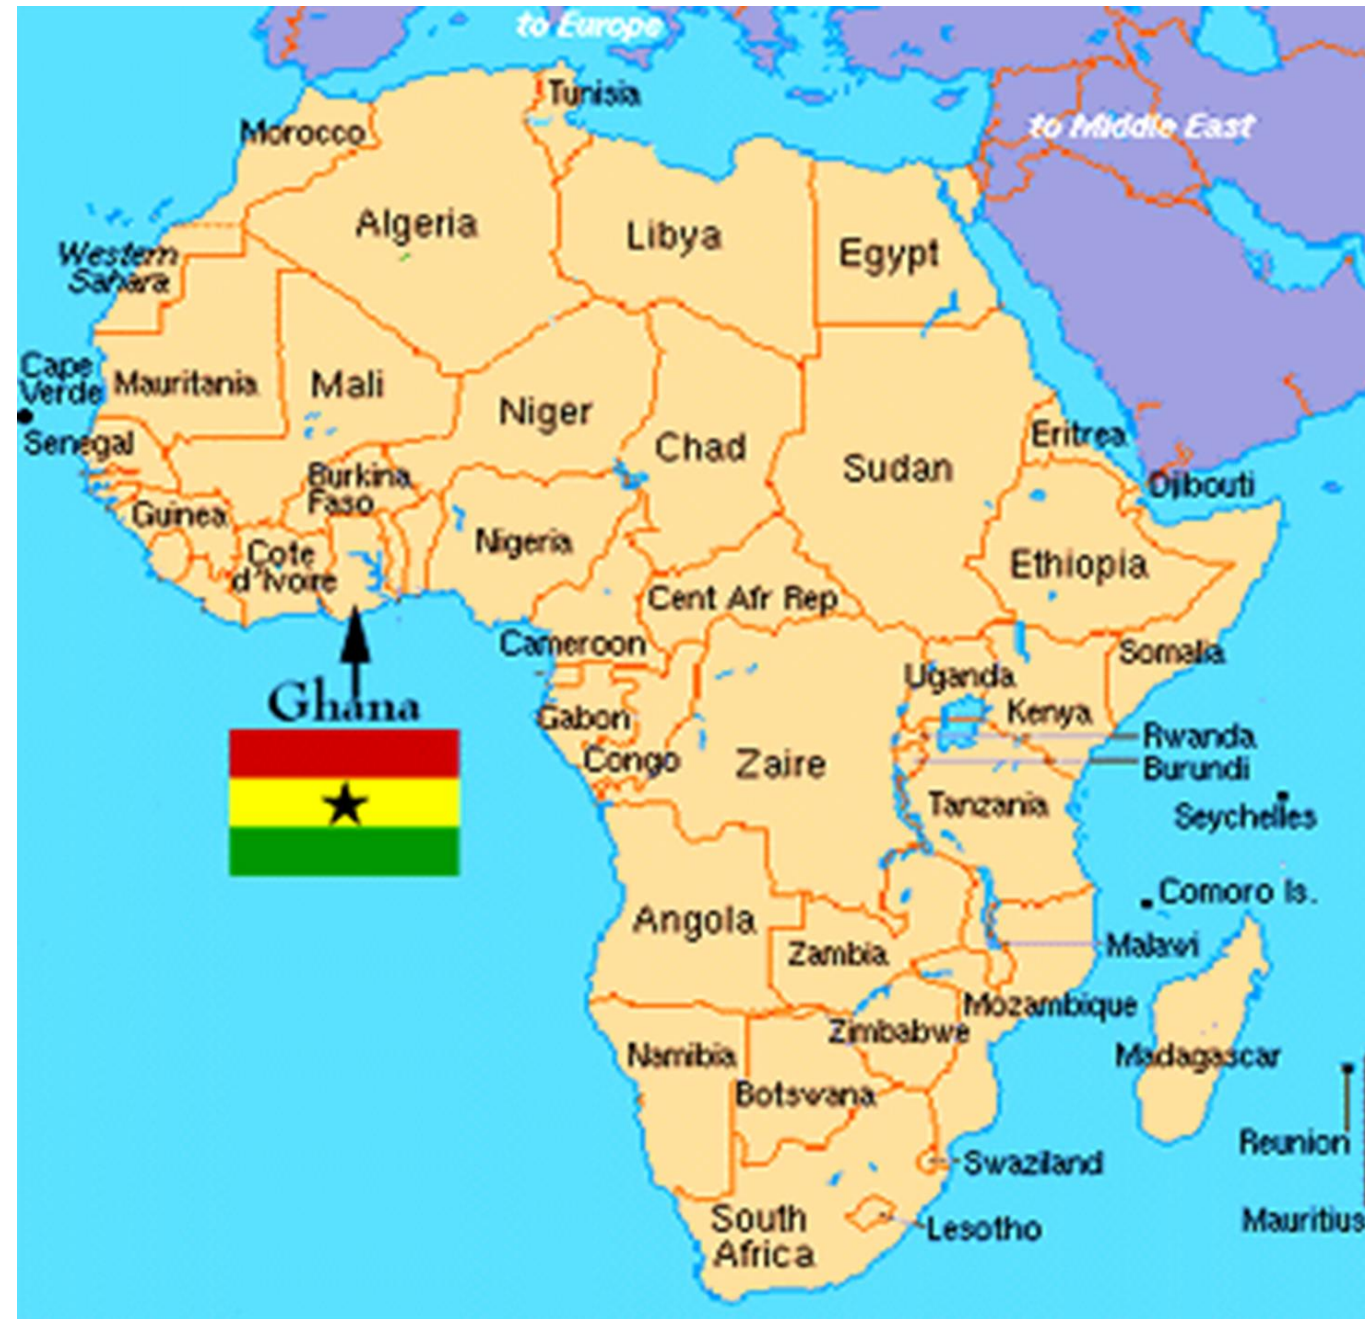 to Europe
Tunisia
to Middle East
Morocco
Algeria
Libya
Egypt
Western
Sahara
Cape
Verde
Mauritania
Mali
Niger
Chad
Sudan
Eritrea
Senegal
Djibouti
Burkina
Faso
Guinea
Nigeria
Cote
d'Ivoire
Ethiopia
Cent Afr Rep
Cameroon
Somalia
Uganda
Ghana
Gabon
Kenya
Congo
Zaire
Rwanda
Burundi
Tanzania
Seychelles
Comoro Is.
Angola
Zambia
Malawi
Mozambique
Zimbabwe
Namibia
Madagascar
Botswana
Reunion
Swaziland
South
Africa
Lesotho
Mauritius